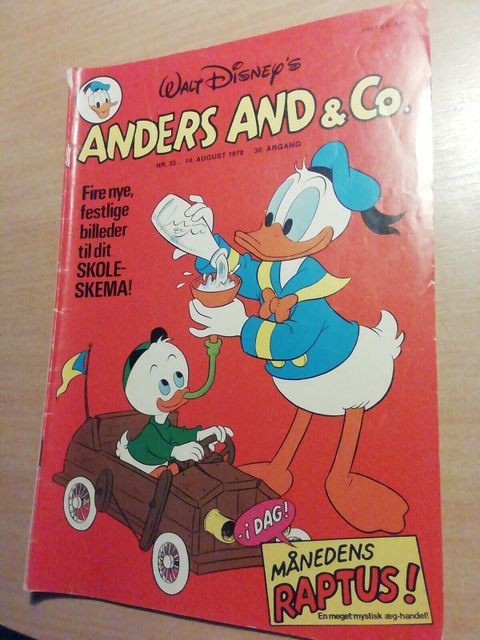 WALT DISNEY'S
ANDERS AND & Co.
NR. 33 14. AUGUST 1978 30. ÅRGANG
Fire nye,
festlige
billeder
til dit
SKOLE-
SKEMA!
-i DAG!
MÅNEDENS
RAPTUS!
En meget mystisk æg-handel!